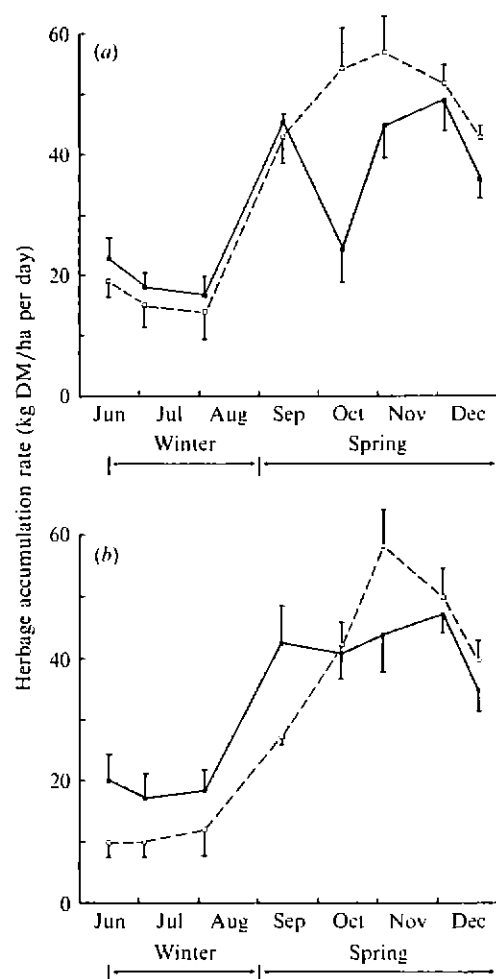 Herbage accumulation rate (kg DM/ha per day)
(a)
60
40
20
0
Jun Jul Aug Sep Oct Nov Dec
Winter Spring
(b)
60
40
20
0
Jun Jul Aug Sep Oct Nov Dec
Winter Spring